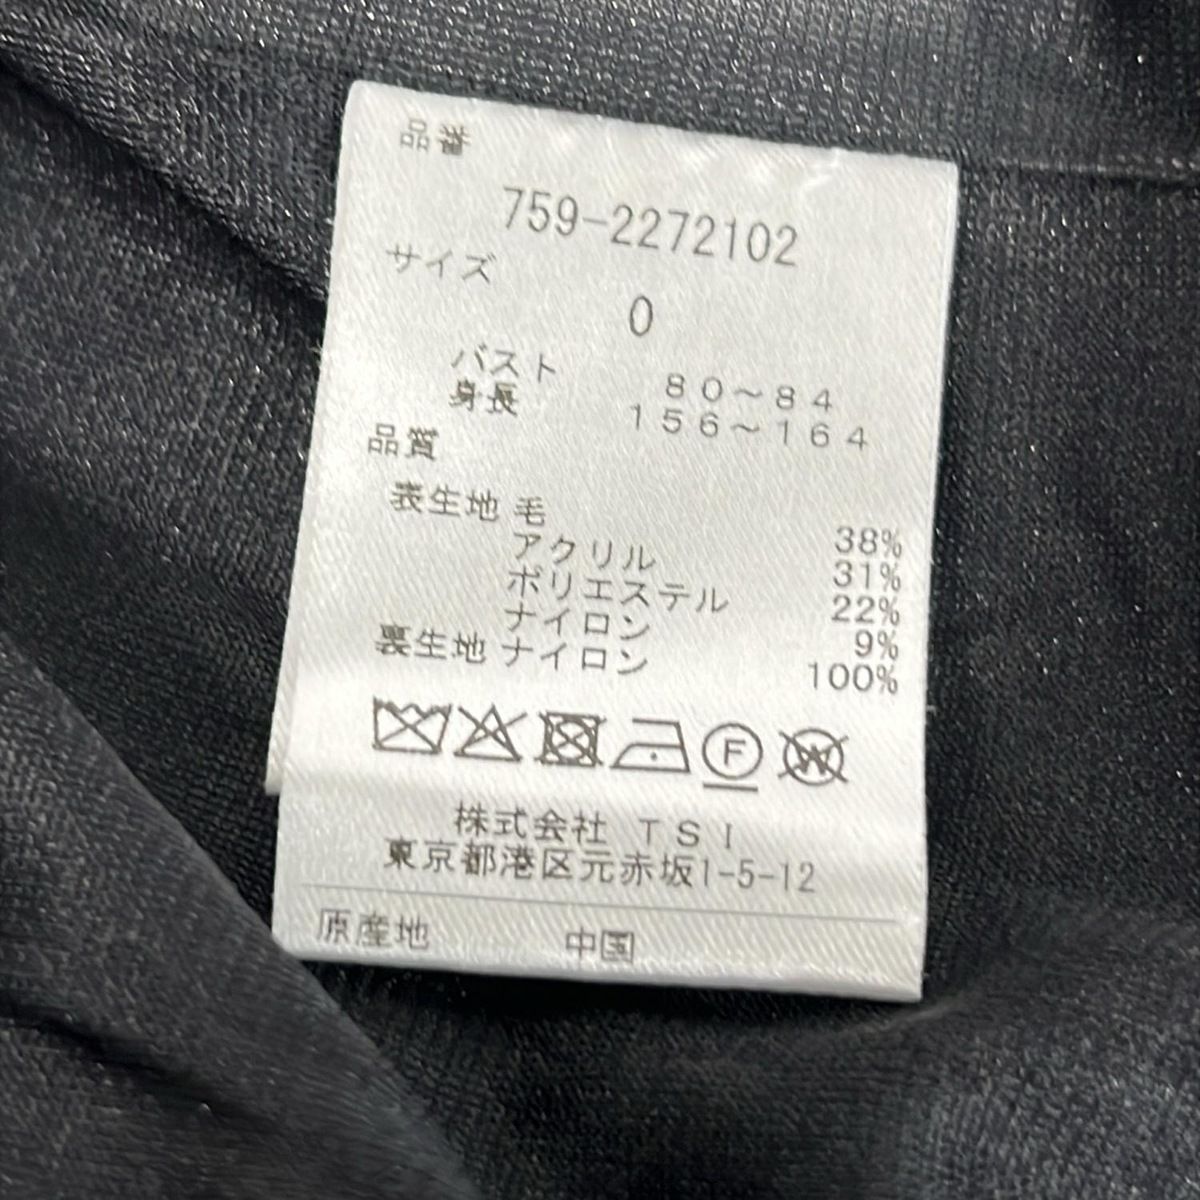 品番
759-2272102
サイズ
0
バスト 80～84
身長 156～164
品質
表生地 毛 38%
アクリル 31%
ポリエステル 22%
ナイロン 9%
裏生地 ナイロン 100%
F W
株式会社 TSI
東京都港区元赤坂1-5-12
原産地 中国